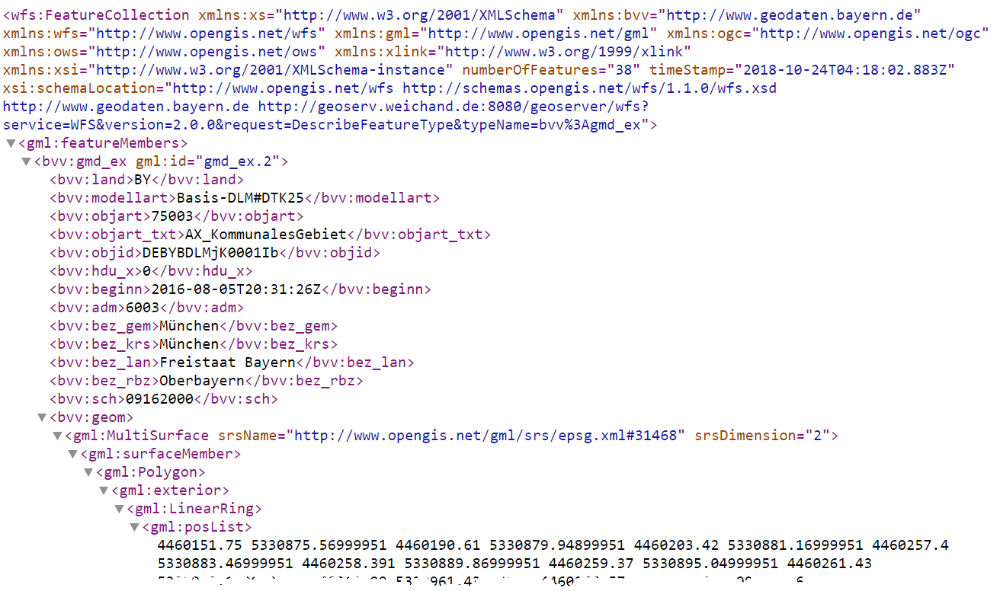 <wfs:FeatureCollection xmlns:xs="http://www.w3.org/2001/XMLSchema" xmlns:bvv="http://www.geodaten.bayern.de"
xmlns:wfs="http://www.opengis.net/wfs" xmlns:gml="http://www.opengis.net/gml" xmlns:ogc="http://www.opengis.net/ogc"
xmlns:ows="http://www.opengis.net/ows" xmlns:xlink="http://www.w3.org/1999/xlink"
xmlns:xsi="http://www.w3.org/2001/XMLSchema-instance" numberOfFeatures="38" timeStamp="2018-10-24T04:18:02.883Z"
xsi:schemaLocation="http://www.opengis.net/wfs http://schemas.opengis.net/wfs/1.1.0/wfs.xsd
http://www.geodaten.bayern.de http://geoserv.weichand.de:8080/geoserver/wfs?
service=WFS&version=2.0.0&request=DescribeFeatureType&typeName=bvv%3Agmd_ex">
▼<gml:featureMembers>
▼<bvv:gmd_ex gml:id="gmd_ex.2">
<bvv:land>BY</bvv:land>
<bvv:modellart>Basis-DLM#DTK25</bvv:modellart>
<bvv:objart>75003</bvv:objart>
<bvv:objart_txt>AX_KommunalesGebiet</bvv:objart_txt>
<bvv:objid>DEBYBDLMjK0001Ib</bvv:objid>
<bvv:hdu_x>0</bvv:hdu_x>
<bvv:beginn>2016-08-05T20:31:26Z</bvv:beginn>
<bvv:adm>6003</bvv:adm>
<bvv:bez_gem>München</bvv:bez_gem>
<bvv:bez_krs>München</bvv:bez_krs>
<bvv:bez_lan>Freistaat Bayern</bvv:bez_lan>
<bvv:bez_rbz>Oberbayern</bvv:bez_rbz>
<bvv:sch>09162000</bvv:sch>
▼<bvv:geom>
▼<gml:MultiSurface srsName="http://www.opengis.net/gml/srs/epsg.xml#31468" srsDimension="2">
▼<gml:surfaceMember>
▼<gml:Polygon>
▼<gml:exterior>
▼<gml:LinearRing>
▼<gml:posList>
4460151.75 5330875.56999951 4460190.61 5330879.94899951 4460203.42 5330881.16999951 4460257.4
5330883.46999951 4460258.391 5330889.86999951 4460259.37 5330895.04999951 4460261.43